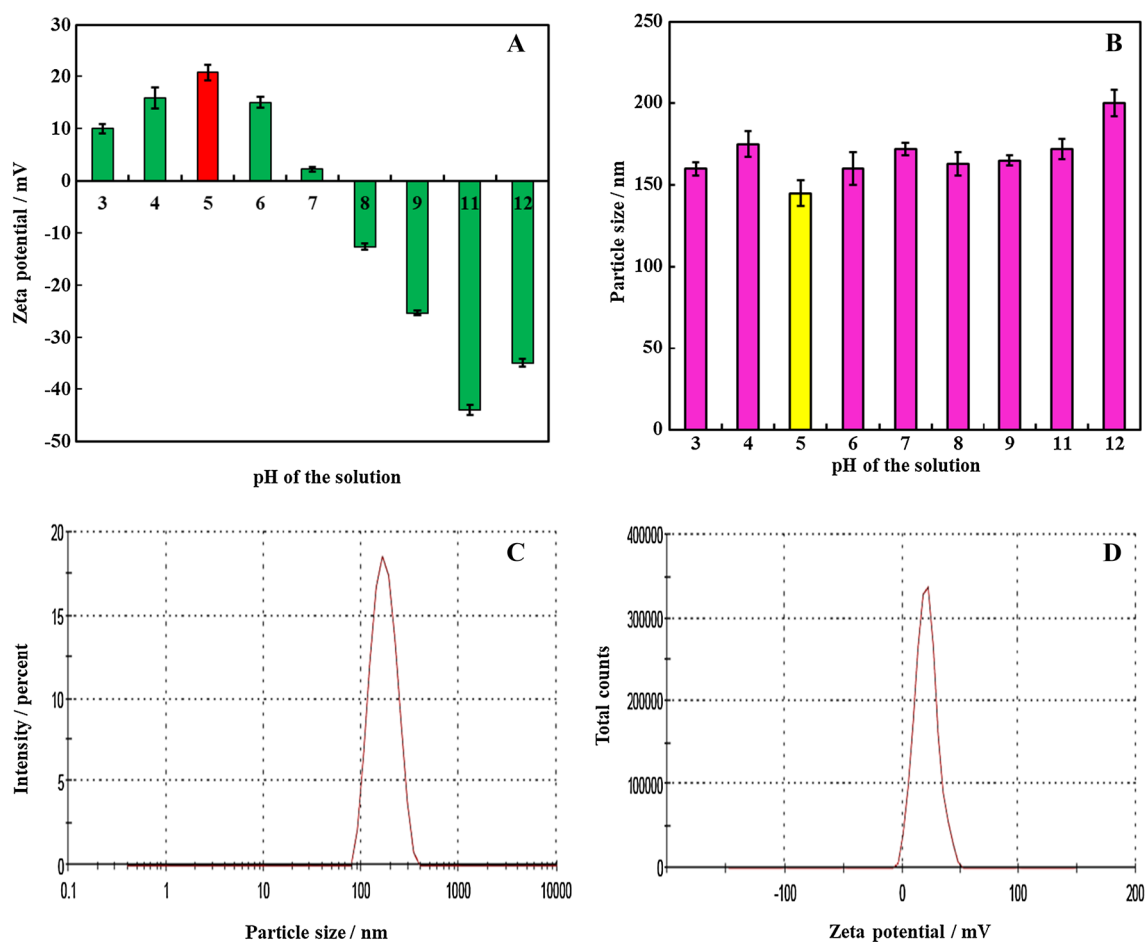 A
30
20
10
0
-10
-20
-30
-40
-50
3 4 5 6 7 8 9 11 12
Zeta potential / mV
pH of the solution
B
250
200
150
100
50
0
3 4 5 6 7 8 9 11 12
Particle size / nm
pH of the solution
C
20
15
10
5
0
0.1 1 10 100 1000 10000
Intensity / percent
Particle size / nm
D
400000
300000
200000
100000
0
-100 0 100 200
Total counts
Zeta potential / mV